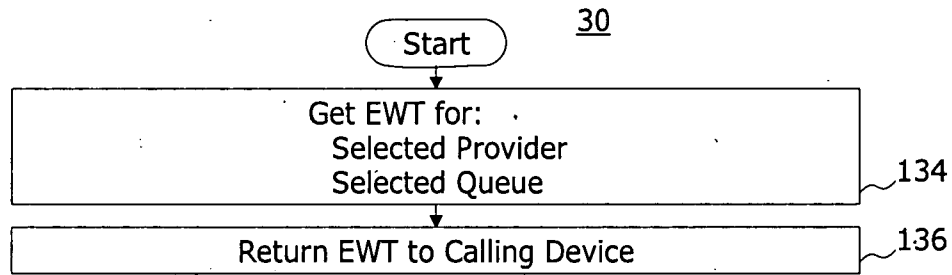 30
Start
Get EWT for:
Selected Provider
Selected Queue
134
Return EWT to Calling Device
136